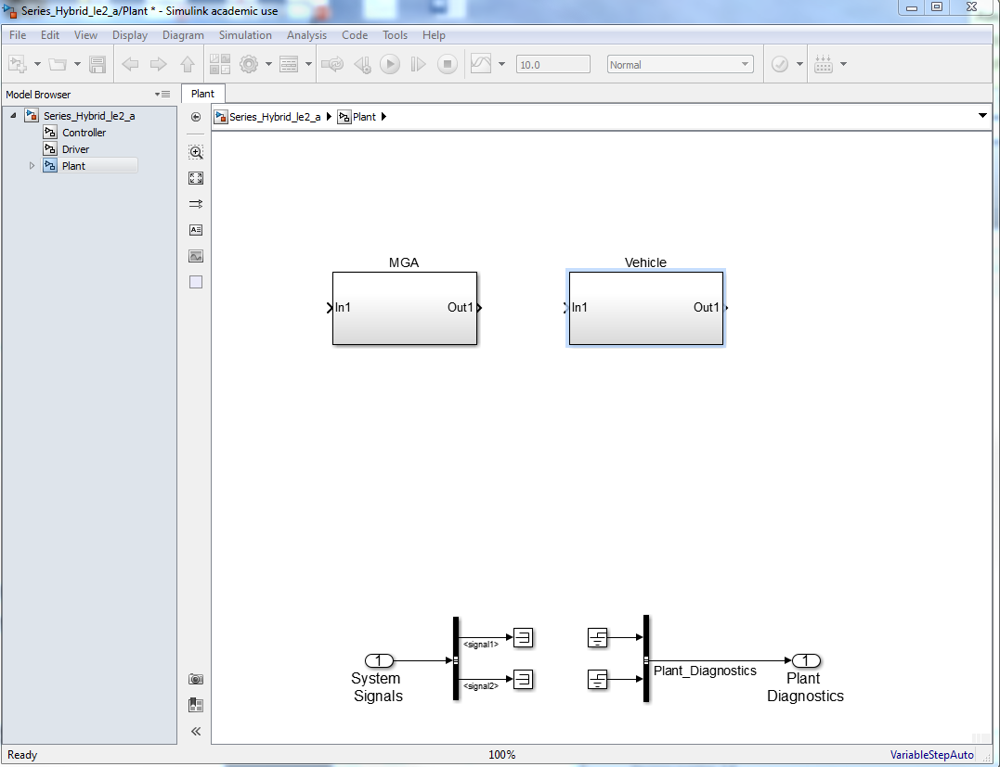 Series_Hybrid_le2_a/Plant * - Simulink academic use
File Edit View Display Diagram Simulation Analysis Code Tools Help
10.0 Normal
Model Browser
Plant
Series_Hybrid_le2_a
Controller
Driver
Plant
Series_Hybrid_le2_a Plant
MGA
In1 Out1
Vehicle
In1 Out1
1
System
Signals
<signal1>
<signal2>
Plant_Diagnostics
1
Plant
Diagnostics
Ready 100% VariableStepAuto